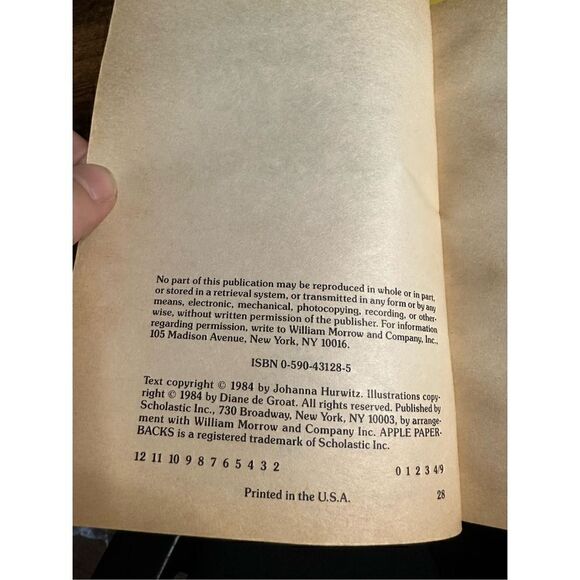 No part of this publication may be reproduced in whole or in part,
or stored in a retrieval system, or transmitted in any form or by any
means, electronic, mechanical, photocopying, recording, or other-
wise, without written permission of the publisher. For information
regarding permission, write to William Morrow and Company, Inc.,
105 Madison Avenue, New York, NY 10016.
ISBN 0-590-43128-5
Text copyright © 1984 by Johanna Hurwitz. Illustrations copy-
right © 1984 by Diane de Groat. All rights reserved. Published by
Scholastic Inc., 730 Broadway, New York, NY 10003, by arrange-
ment with William Morrow and Company Inc. APPLE PAPER-
BACKS is a registered trademark of Scholastic Inc.
12 11 10 9 8 7 6 5 4 3 2 0 1 2 3 4/9
Printed in the U.S.A. 28